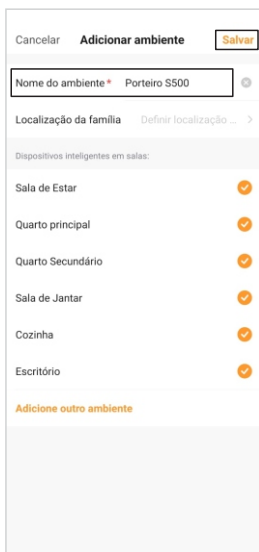 Cancelar Adicionar ambiente Salvar
Nome do ambiente * Porteiro S500
Localização da família Definir localização ... >
Dispositivos inteligentes em salas:
Sala de Estar
Quarto principal
Quarto Secundário
Sala de Jantar
Cozinha
Escritório
Adicione outro ambiente